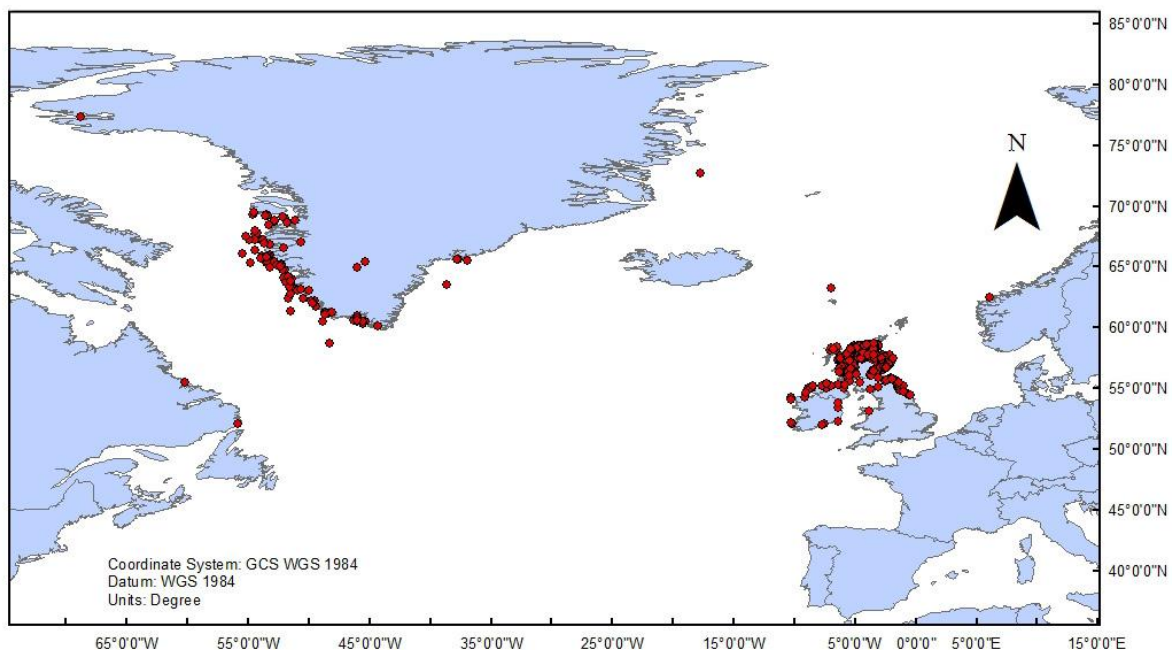 N
85°0'0"N
80°0'0"N
75°0'0"N
70°0'0"N
65°0'0"N
60°0'0"N
55°0'0"N
50°0'0"N
45°0'0"N
40°0'0"N
Coordinate System: GCS WGS 1984
Datum: WGS 1984
Units: Degree
65°0'0"W 55°0'0"W 45°0'0"W 35°0'0"W 25°0'0"W 15°0'0"W 5°0'0"W 0°0'0" 5°0'0"E 15°0'0"E